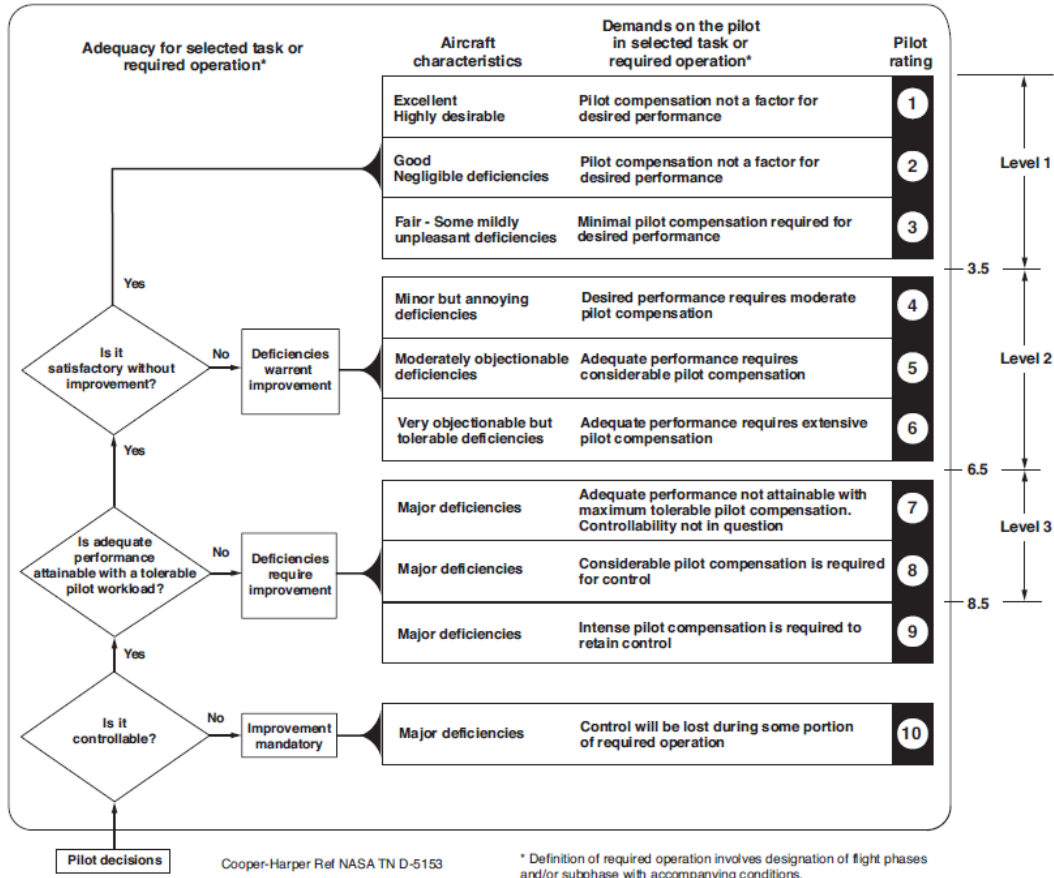 Adequacy for selected task or
required operation*
Aircraft
characteristics
Demands on the pilot
in selected task or
required operation*
Pilot
rating
Excellent
Highly desirable
Pilot compensation not a factor for
desired performance
1
Good
Negligible deficiencies
Pilot compensation not a factor for
desired performance
2
Fair - Some mildly
unpleasant deficiencies
Minimal pilot compensation required for
desired performance
3
Level 1
3.5
Yes
Is it
satisfactory without
improvement?
No
Deficiencies
warrent
improvement
Minor but annoying
deficiencies
Desired performance requires moderate
pilot compensation
4
Moderately objectionable
deficiencies
Adequate performance requires
considerable pilot compensation
5
Very objectionable but
tolerable deficiencies
Adequate performance requires extensive
pilot compensation
6
Level 2
6.5
Yes
Is adequate
performance
attainable with a tolerable
pilot workload?
No
Deficiencies
require
improvement
Major deficiencies
Adequate performance not attainable with
maximum tolerable pilot compensation.
Controllability not in question
7
Major deficiencies
Considerable pilot compensation is required
for control
8
Level 3
8.5
Major deficiencies
Intense pilot compensation is required to
retain control
9
Yes
Is it
controllable?
No
Improvement
mandatory
Major deficiencies
Control will be lost during some portion
of required operation
10
Pilot decisions
Cooper-Harper Ref NASA TN D-5153
* Definition of required operation involves designation of flight phases
and/or subphase with accompanying conditions.